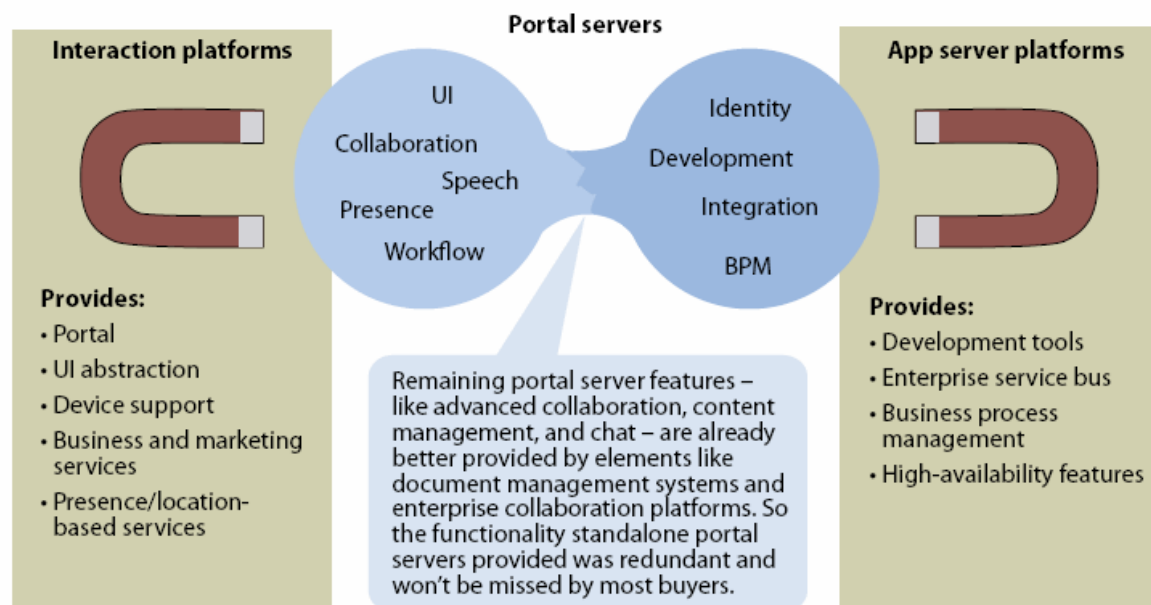 Portal servers
Interaction platforms
Provides:
• Portal
• UI abstraction
• Device support
• Business and marketing
services
• Presence/location-
based services
UI
Collaboration
Speech
Presence
Workflow
Identity
Development
Integration
BPM
Remaining portal server features –
like advanced collaboration, content
management, and chat – are already
better provided by elements like
document management systems and
enterprise collaboration platforms. So
the functionality standalone portal
servers provided was redundant and
won’t be missed by most buyers.
App server platforms
Provides:
• Development tools
• Enterprise service bus
• Business process
management
• High-availability features